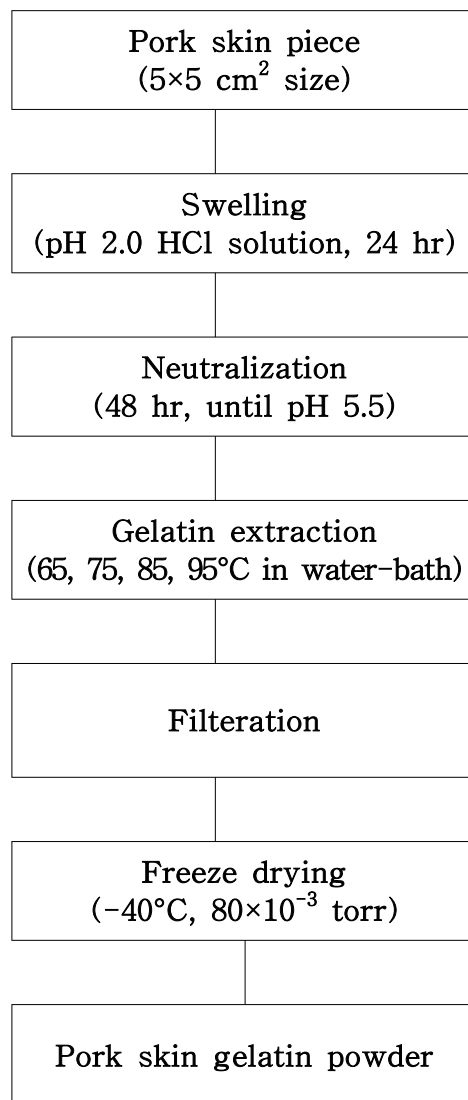 Pork skin piece
(5×5 cm² size)
Swelling
(pH 2.0 HCl solution, 24 hr)
Neutralization
(48 hr, until pH 5.5)
Gelatin extraction
(65, 75, 85, 95℃ in water-bath)
Filteration
Freeze drying
(-40℃, 80×10⁻³ torr)
Pork skin gelatin powder